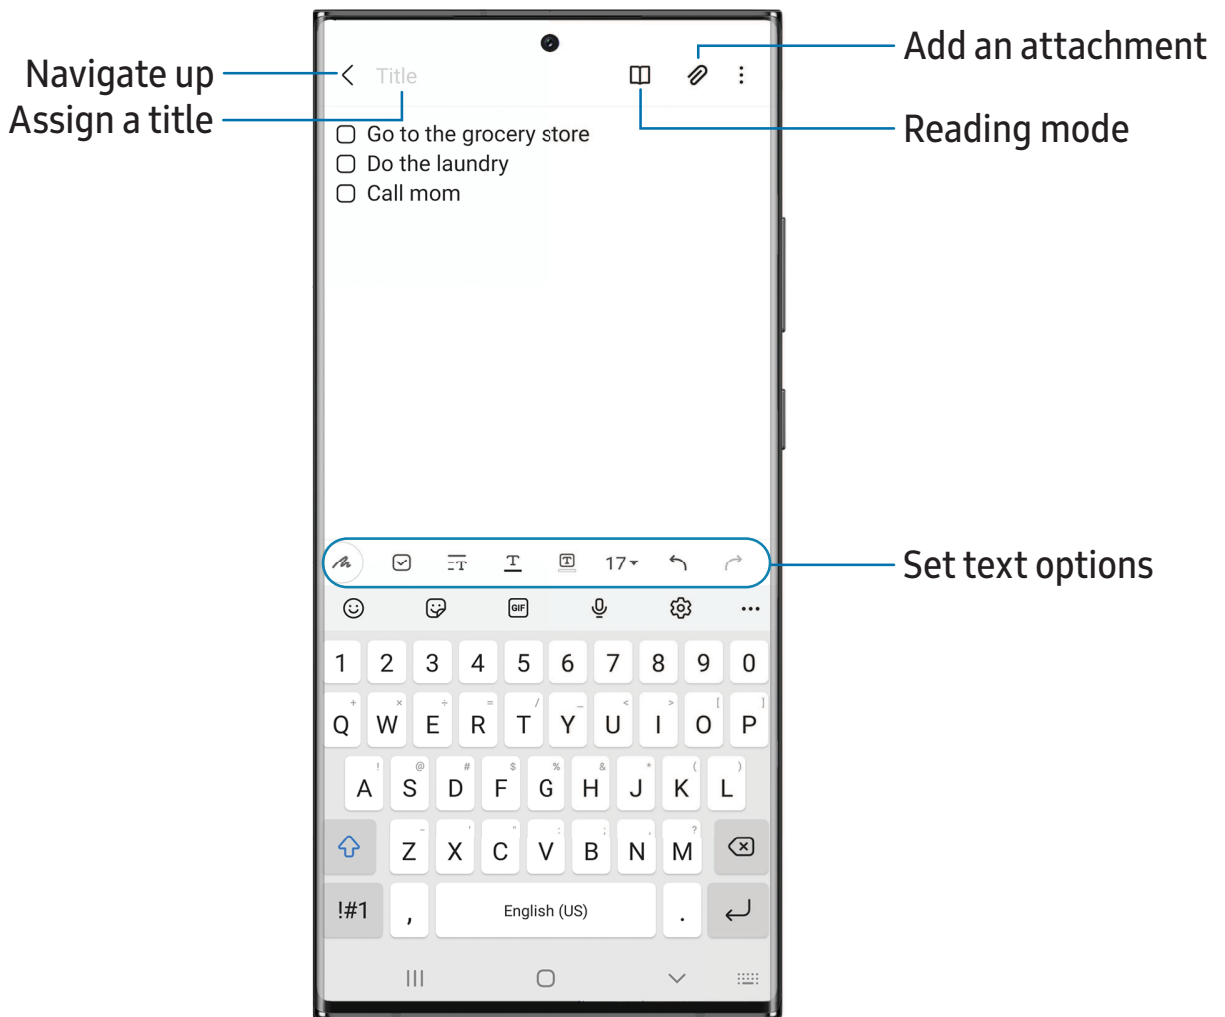 Add an attachment
Navigate up
Title
Assign a title
Reading mode
Go to the grocery store
Do the laundry
Call mom
T T T 17
Set text options
GIF
1 2 3 4 5 6 7 8 9 0
+ × ÷ = / _ < > [ ]
Q W E R T Y U I O P
! @ # $ % & * ( )
A S D F G H J K L
- ' " : ; , ?
Z X C V B N M
!#1 , English (US) .